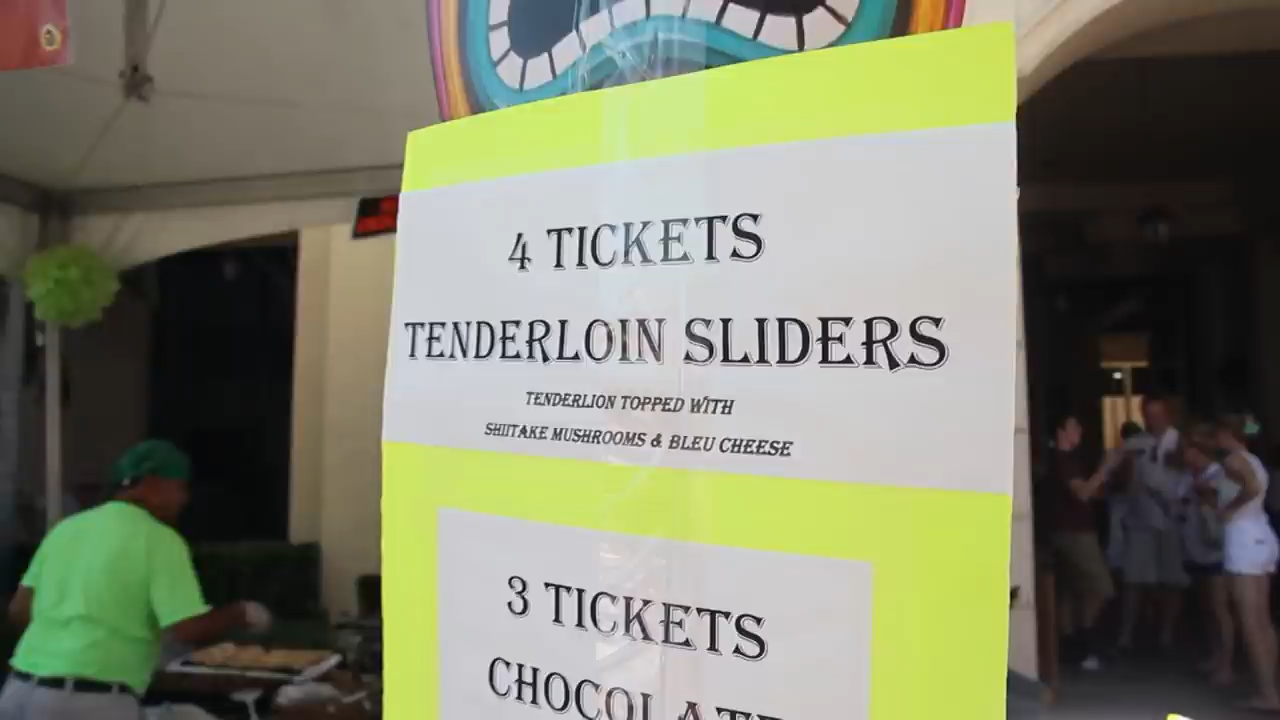 4 TICKETS
TENDERLOIN SLIDERS
TENDERLION TOPPED WITH
SHIITAKE MUSHROOMS & BLEU CHEESE
3 TICKETS